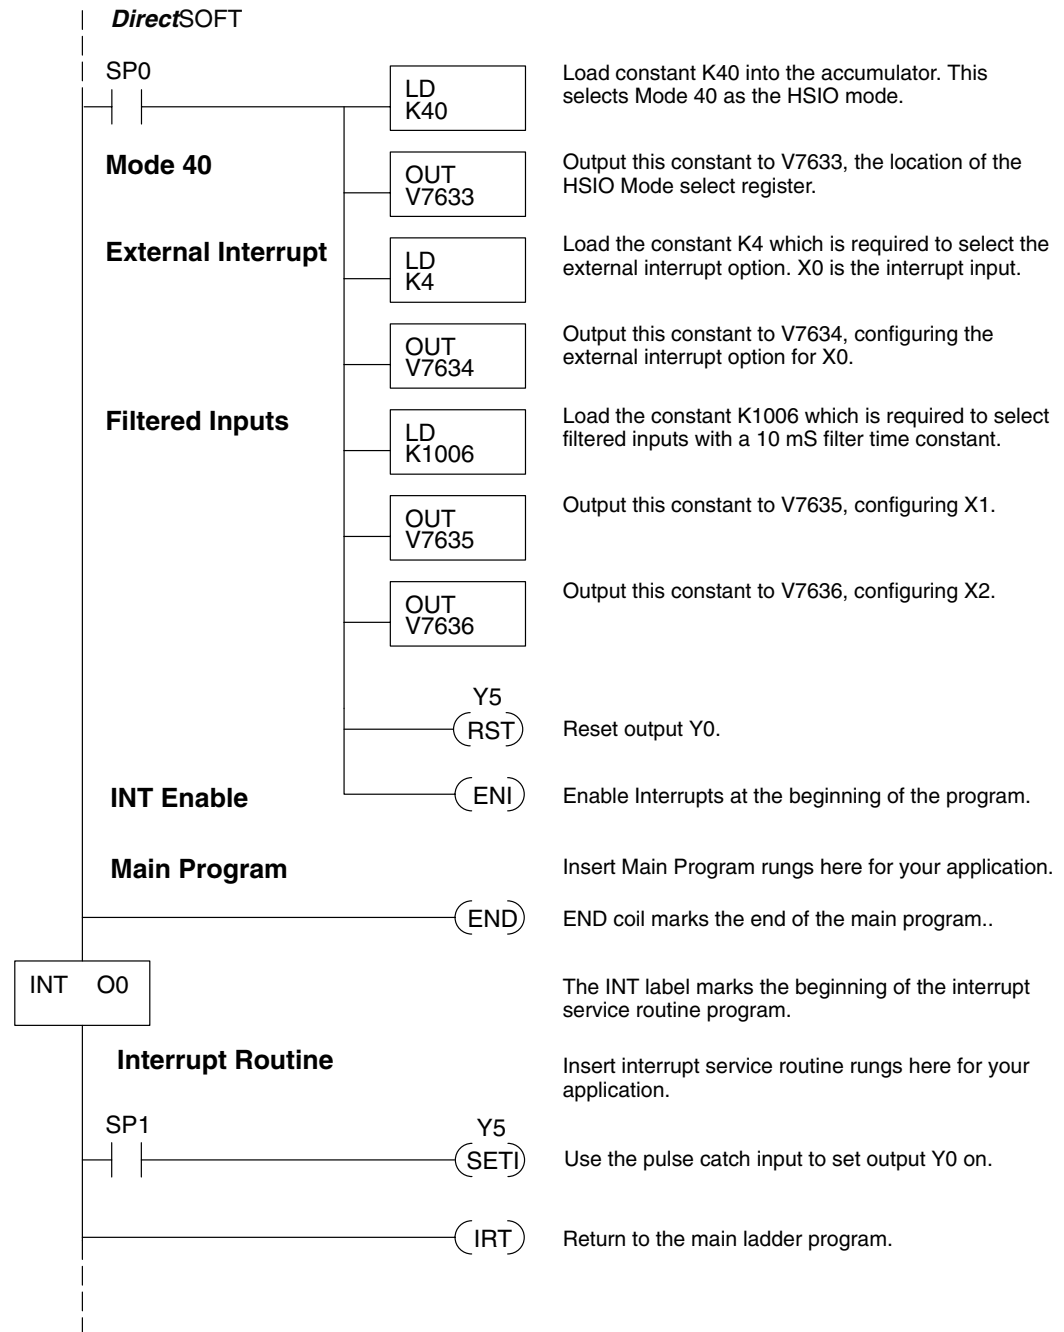 DirectSOFT
SP0
LD
K40
Load constant K40 into the accumulator. This
selects Mode 40 as the HSIO mode.
Mode 40
OUT
V7633
Output this constant to V7633, the location of the
HSIO Mode select register.
External Interrupt
LD
K4
Load the constant K4 which is required to select the
external interrupt option. X0 is the interrupt input.
OUT
V7634
Output this constant to V7634, configuring the
external interrupt option for X0.
Filtered Inputs
LD
K1006
Load the constant K1006 which is required to select
filtered inputs with a 10 mS filter time constant.
OUT
V7635
Output this constant to V7635, configuring X1.
OUT
V7636
Output this constant to V7636, configuring X2.
Y5
RST
Reset output Y0.
INT Enable
ENI
Enable Interrupts at the beginning of the program.
Main Program
Insert Main Program rungs here for your application.
END
END coil marks the end of the main program..
INT O0
The INT label marks the beginning of the interrupt
service routine program.
Interrupt Routine
Insert interrupt service routine rungs here for your
application.
SP1
Y5
SETI
Use the pulse catch input to set output Y0 on.
IRT
Return to the main ladder program.